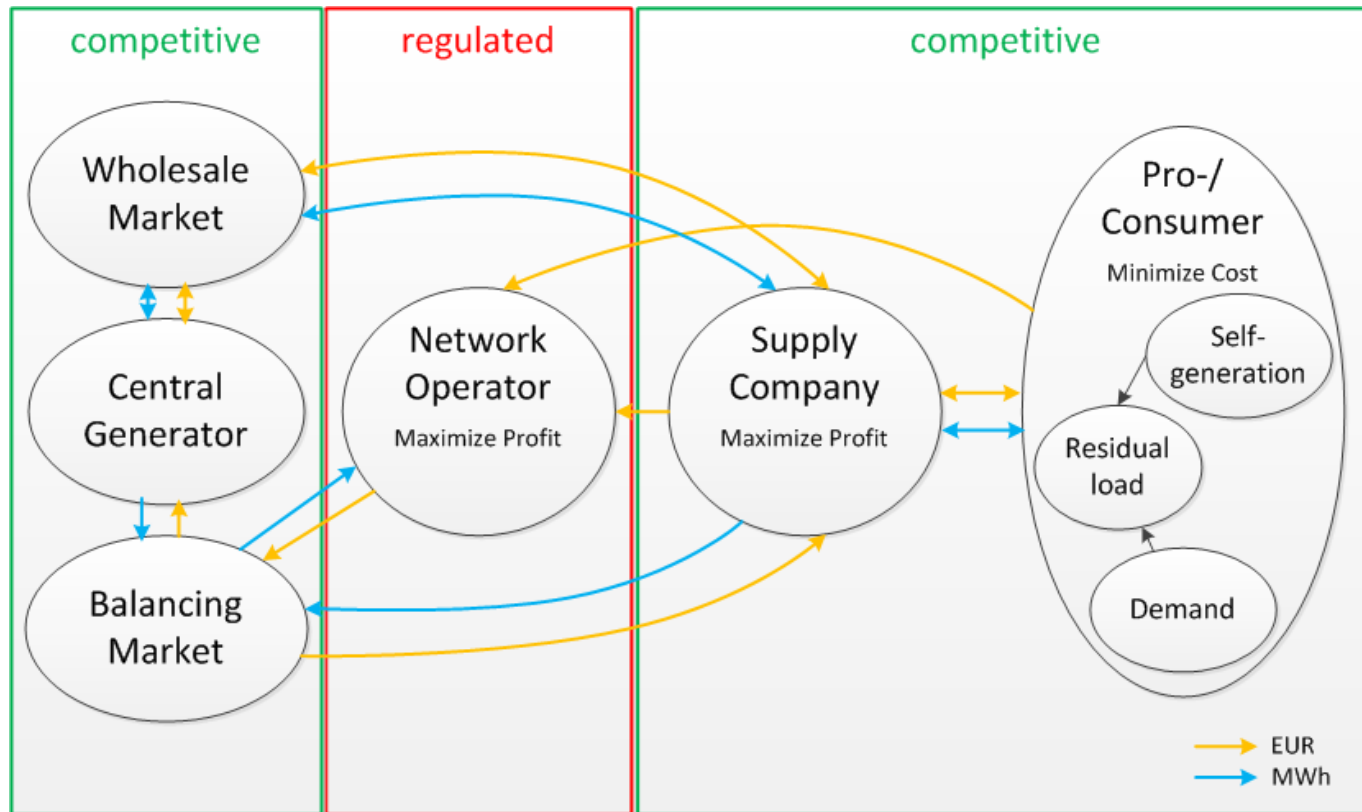 competitive
regulated
competitive
Wholesale
Market
Central
Generator
Balancing
Market
Network
Operator
Maximize Profit
Supply
Company
Maximize Profit
Pro-/
Consumer
Minimize Cost
Self-
generation
Residual
load
Demand
EUR
MWh